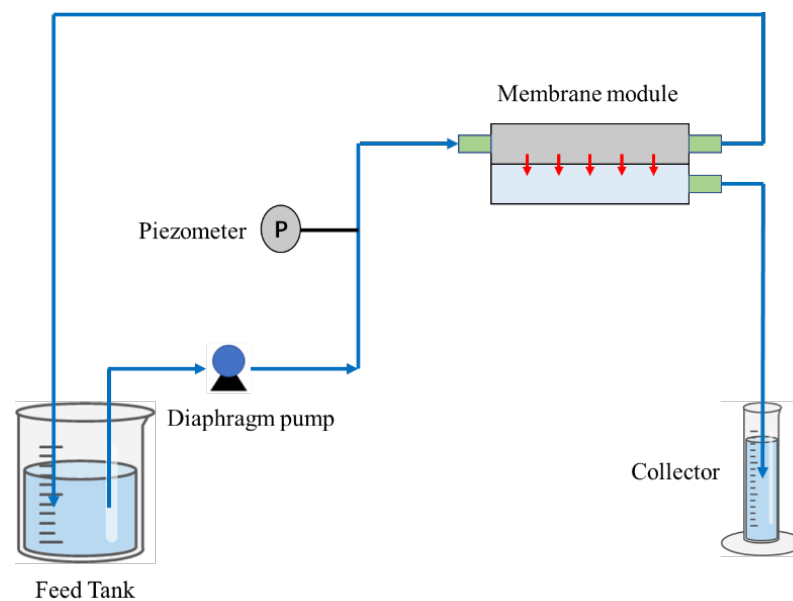 Membrane module
Piezometer
P
Diaphragm pump
Collector
Feed Tank